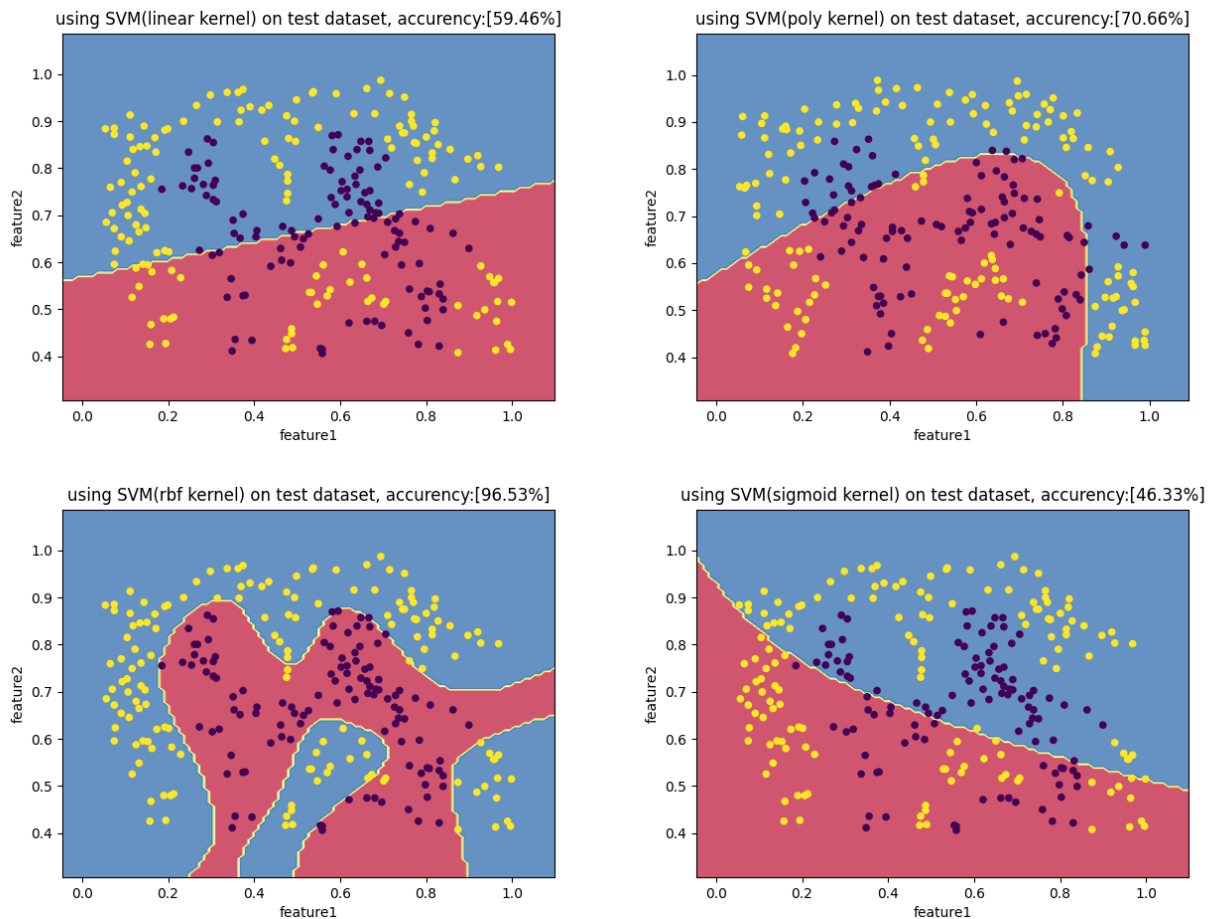 using SVM(linear kernel) on test dataset, accurency:[59.46%]
feature2
1.0
0.9
0.8
0.7
0.6
0.5
0.4
0.0 0.2 0.4 0.6 0.8 1.0
feature1
using SVM(poly kernel) on test dataset, accurency:[70.66%]
feature2
1.0
0.9
0.8
0.7
0.6
0.5
0.4
0.0 0.2 0.4 0.6 0.8 1.0
feature1
using SVM(rbf kernel) on test dataset, accurency:[96.53%]
feature2
1.0
0.9
0.8
0.7
0.6
0.5
0.4
0.0 0.2 0.4 0.6 0.8 1.0
feature1
using SVM(sigmoid kernel) on test dataset, accurency:[46.33%]
feature2
1.0
0.9
0.8
0.7
0.6
0.5
0.4
0.0 0.2 0.4 0.6 0.8 1.0
feature1